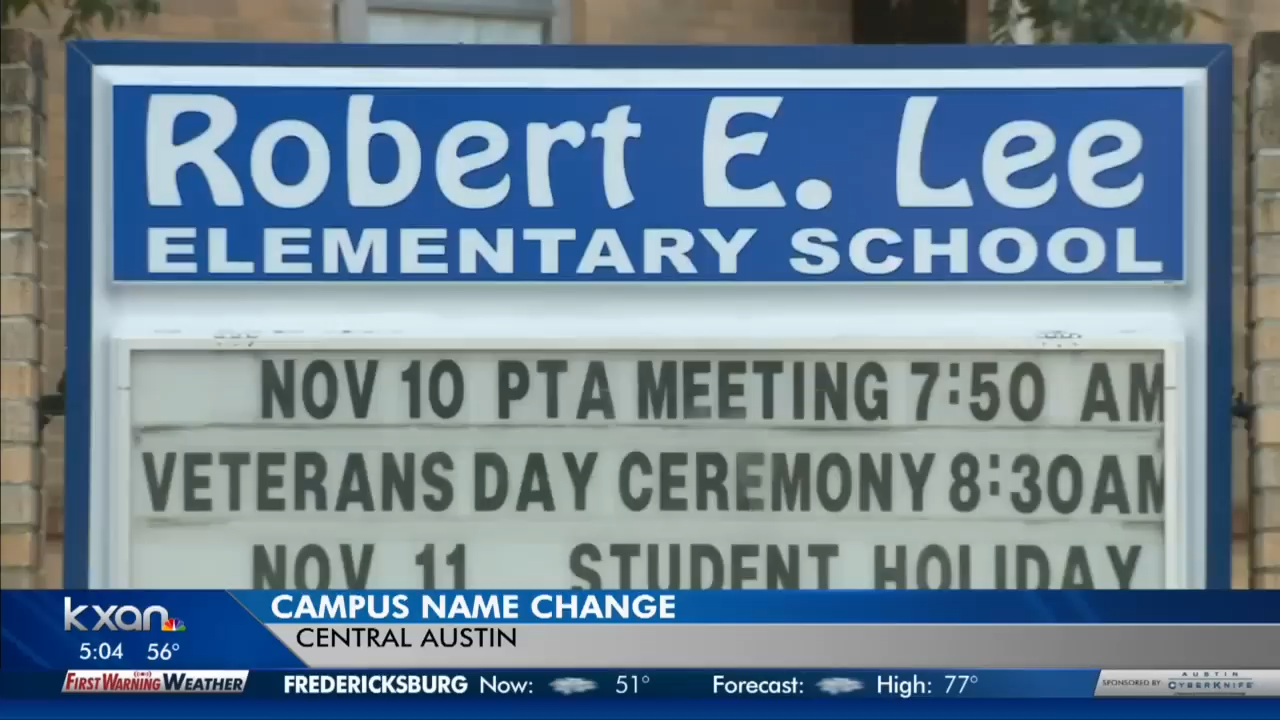 Robert E. Lee
ELEMENTARY SCHOOL
NOV 10 PTA MEETING 7:50 AM
VETERANS DAY CEREMONY 8:30AM
NOV 11 STUDENT HOLIDAY
kxan
CAMPUS NAME CHANGE
CENTRAL AUSTIN
5:04 56°
FIRST WARNING WEATHER
FREDERICKSBURG Now: 51° Forecast: High: 77°
SPONSORED BY AUSTIN CYBERKNIFE